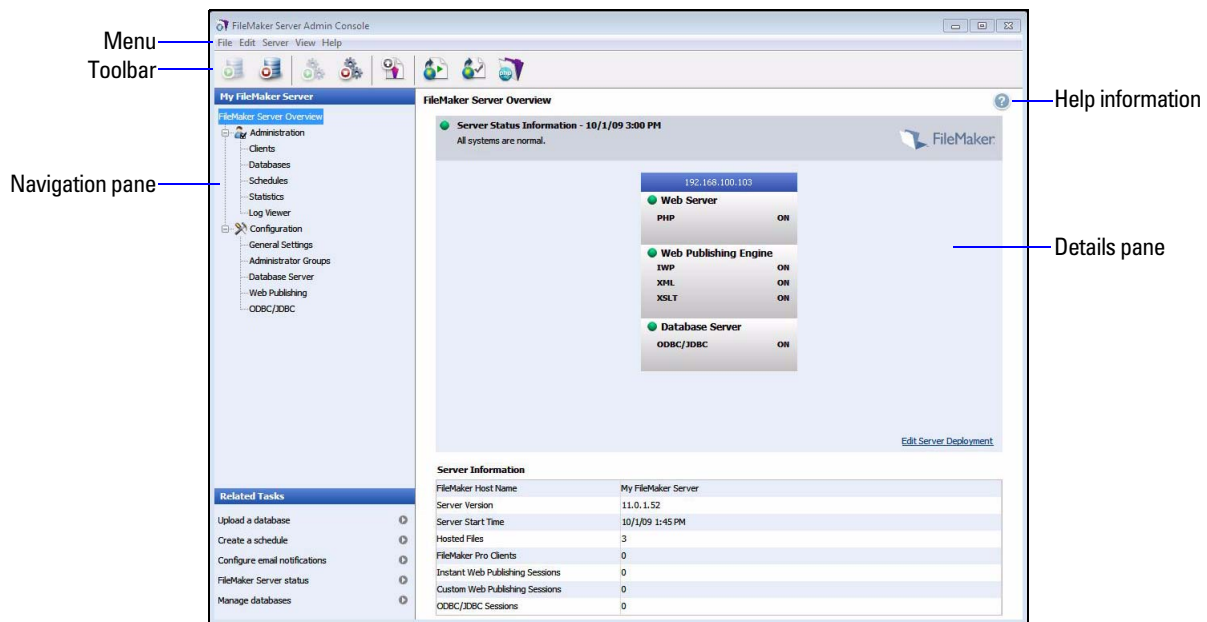 FileMaker Server Admin Console
Menu
File Edit Server View Help
Toolbar
My FileMaker Server
FileMaker Server Overview
Help information
FileMaker Server Overview
Administration
Clients
Databases
Schedules
Statistics
Log Viewer
Configuration
General Settings
Administrator Groups
Database Server
Web Publishing
ODBC/JDBC
Navigation pane
Server Status Information - 10/1/09 3:00 PM
All systems are normal.
FileMaker
192.168.100.103
Web Server
PHP ON
Web Publishing Engine
IWP ON
XML ON
XSLT ON
Database Server
ODBC/JDBC ON
Details pane
Edit Server Deployment
Related Tasks
Upload a database
Create a schedule
Configure email notifications
FileMaker Server status
Manage databases
Server Information
FileMaker Host Name My FileMaker Server
Server Version 11.0.1.52
Server Start Time 10/1/09 1:45 PM
Hosted Files 3
FileMaker Pro Clients 0
Instant Web Publishing Sessions 0
Custom Web Publishing Sessions 0
ODBC/JDBC Sessions 0